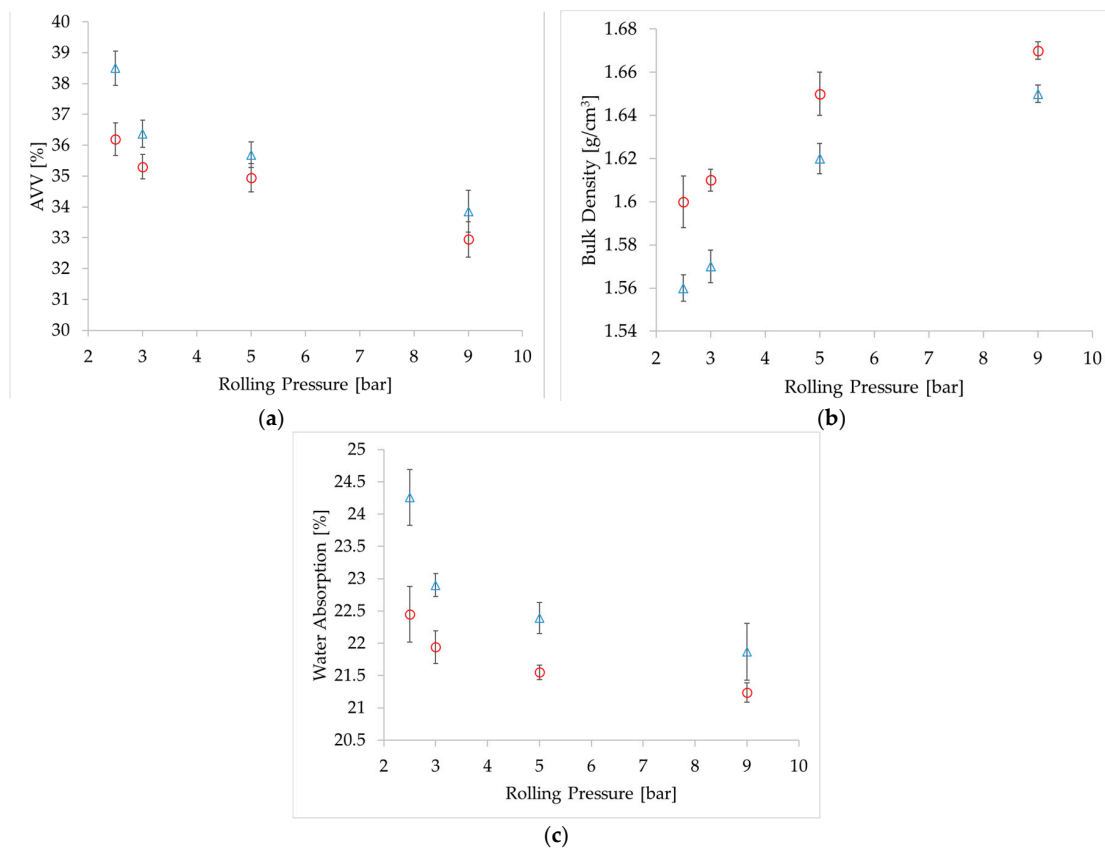 40
39
38
37
36
35
34
33
32
31
30
AVV [%]
2 3 4 5 6 7 8 9 10
Rolling Pressure [bar]
(a)
1.68
1.66
1.64
1.62
1.6
1.58
1.56
1.54
Bulk Density [g/cm³]
2 3 4 5 6 7 8 9 10
Rolling Pressure [bar]
(b)
25
24.5
24
23.5
23
22.5
22
21.5
21
20.5
Water Absorption [%]
2 3 4 5 6 7 8 9 10
Rolling Pressure [bar]
(c)